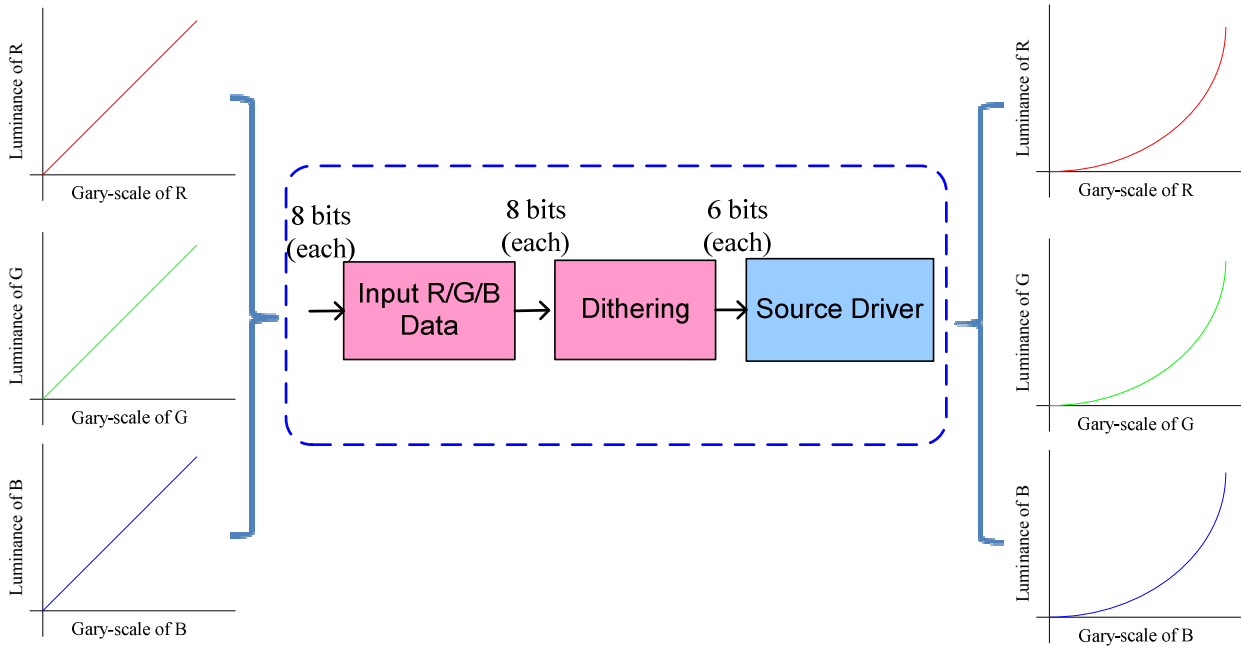 Luminance of R
Gary-scale of R
Luminance of G
Gary-scale of G
Luminance of B
Gary-scale of B
8 bits
(each)
Input R/G/B
Data
8 bits
(each)
Dithering
6 bits
(each)
Source Driver
Luminance of R
Gary-scale of R
Luminance of G
Gary-scale of G
Luminance of B
Gary-scale of B